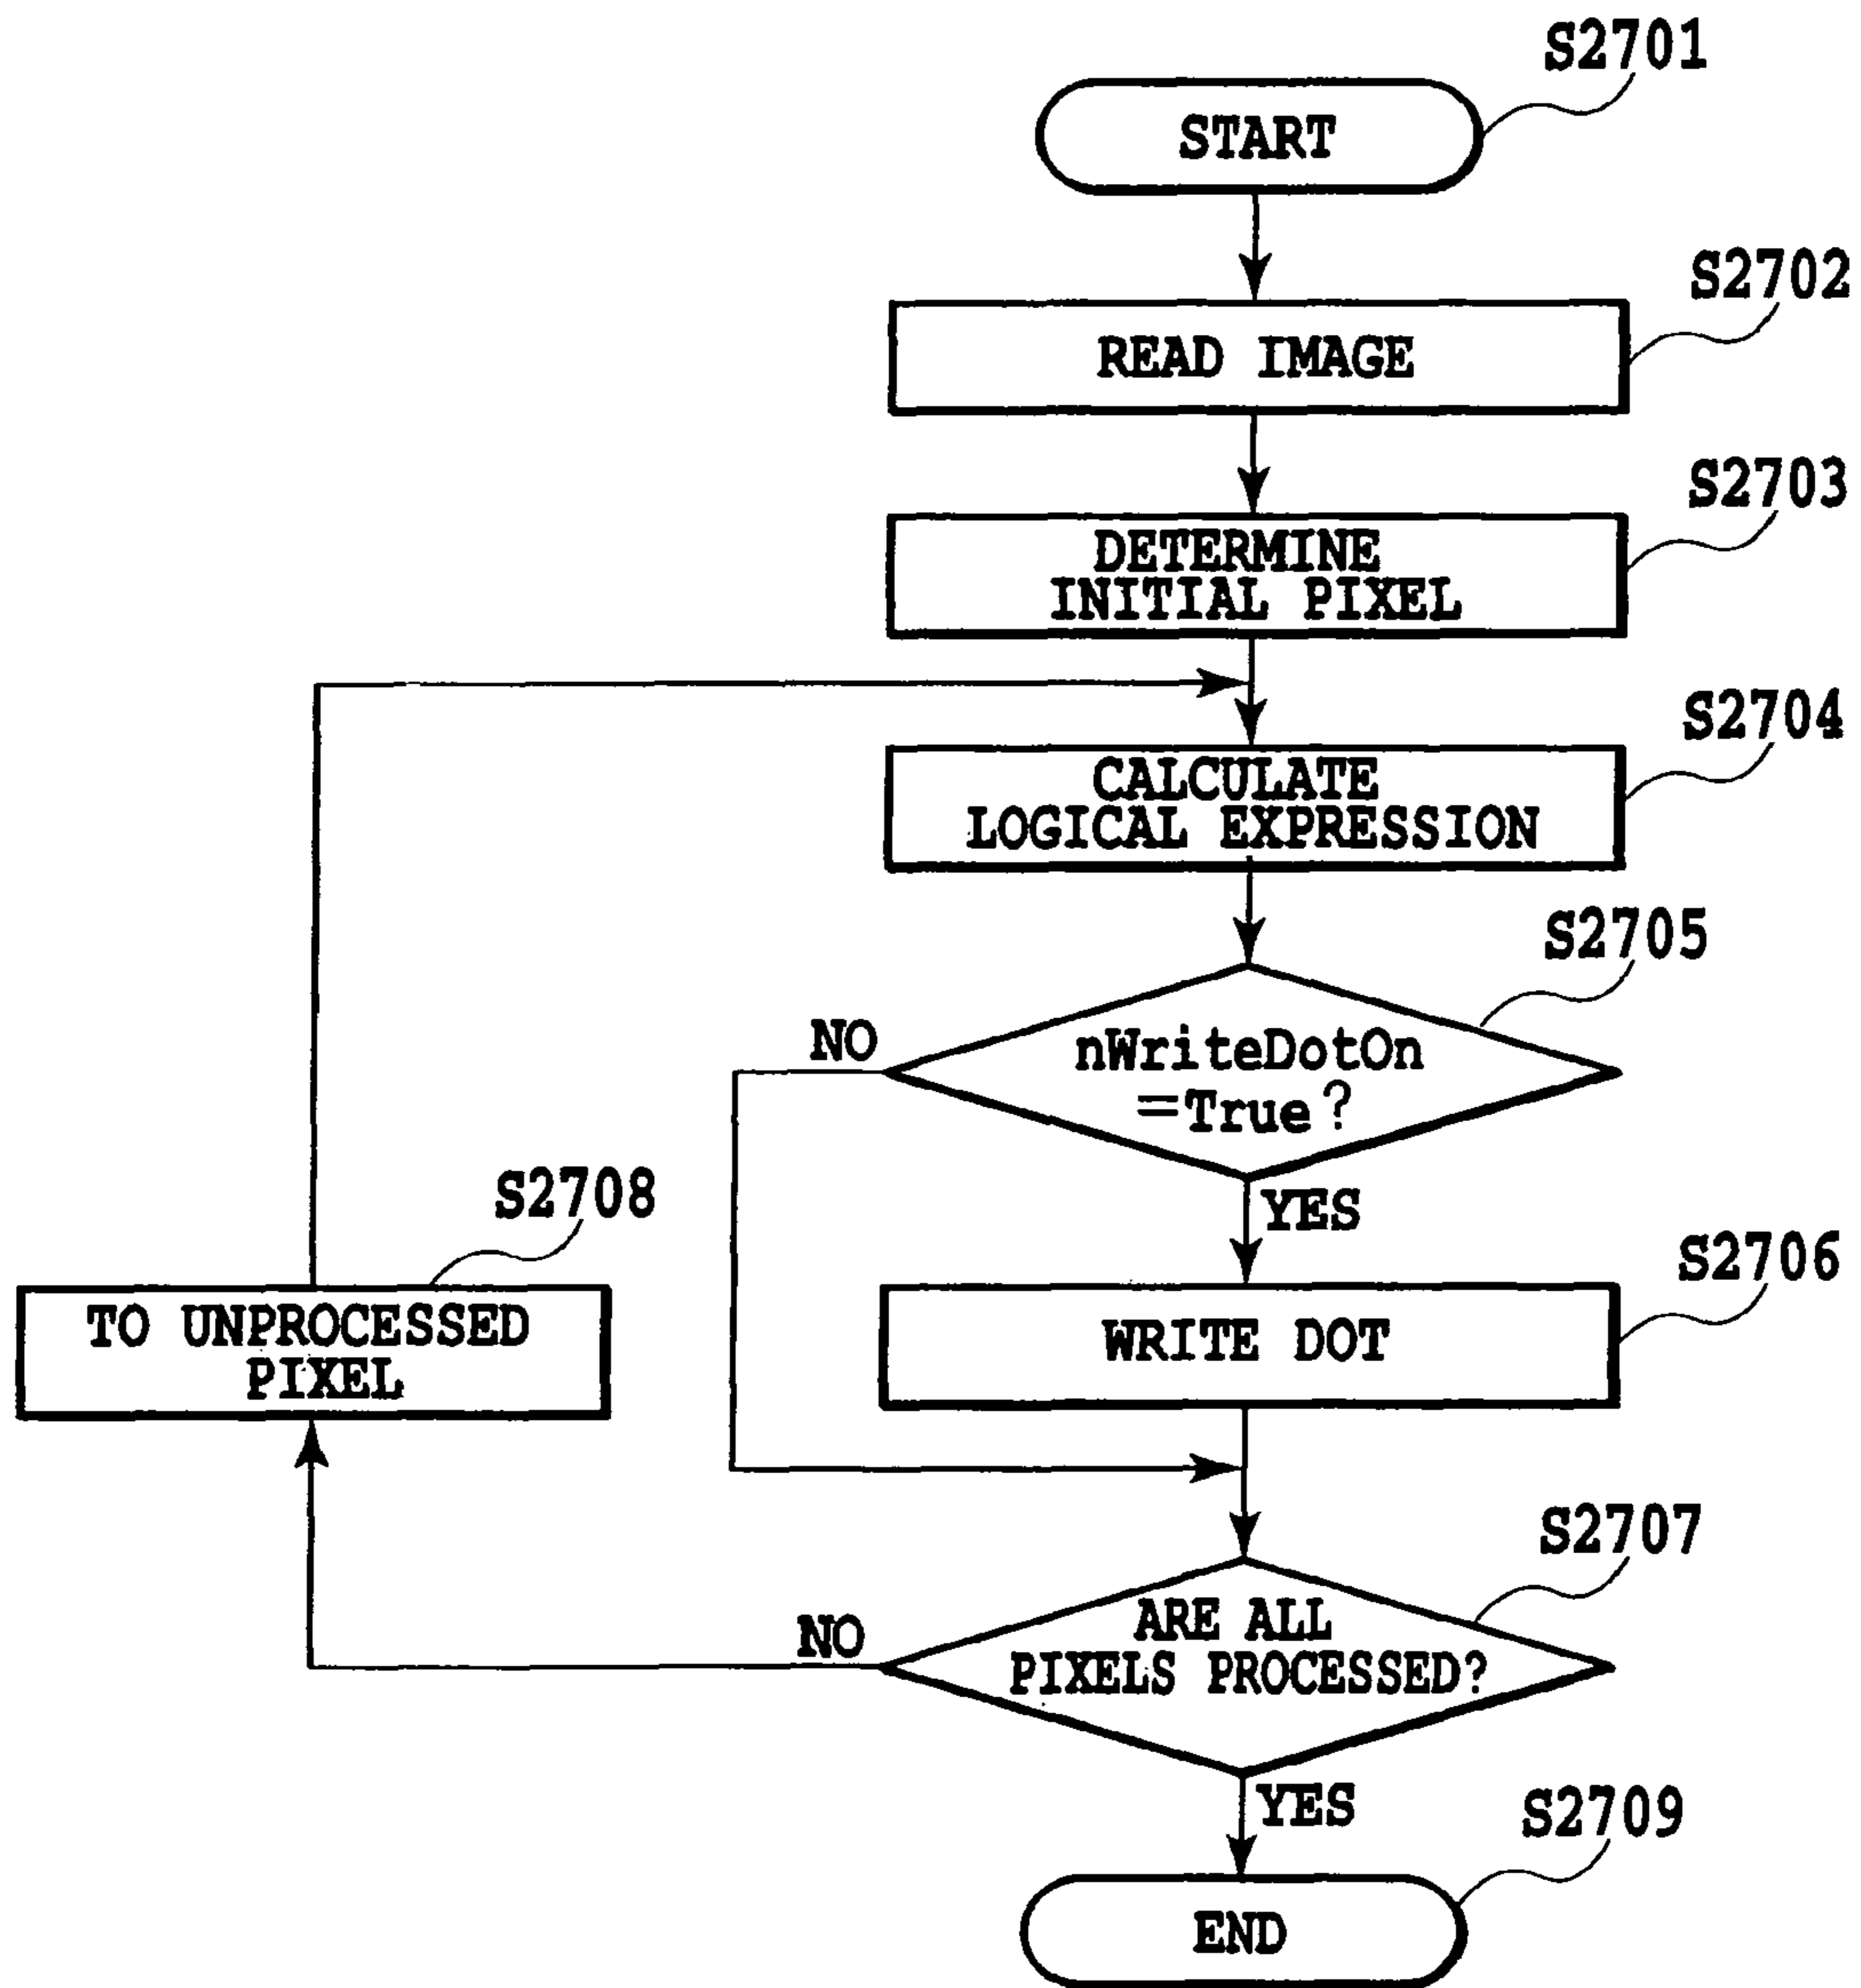 S2701
START
S2702
READ IMAGE
S2703
DETERMINE
INITIAL PIXEL
S2704
CALCULATE
LOGICAL EXPRESSION
S2705
NO
nWriteDotOn
=True?
YES
S2708
TO UNPROCESSED
PIXEL
S2706
WRITE DOT
S2707
NO
ARE ALL
PIXELS PROCESSED?
YES
S2709
END